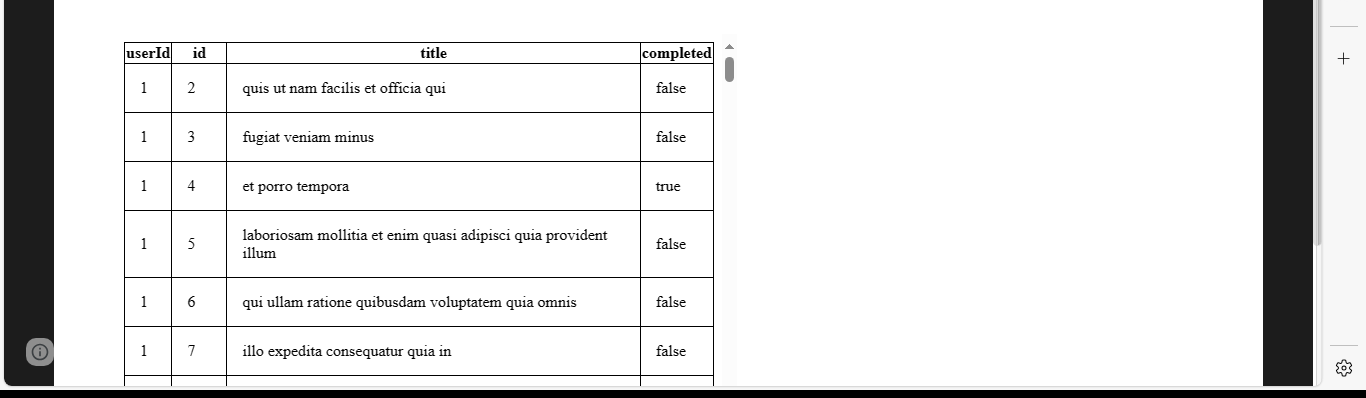 userId id title completed
1 2 quis ut nam facilis et officia qui false
1 3 fugiat veniam minus false
1 4 et porro tempora true
1 5 laboriosam mollitia et enim quasi adipisci quia provident false
illum
1 6 qui ullam ratione quibusdam voluptatem quia omnis false
1 7 illo expedita consequatur quia in false